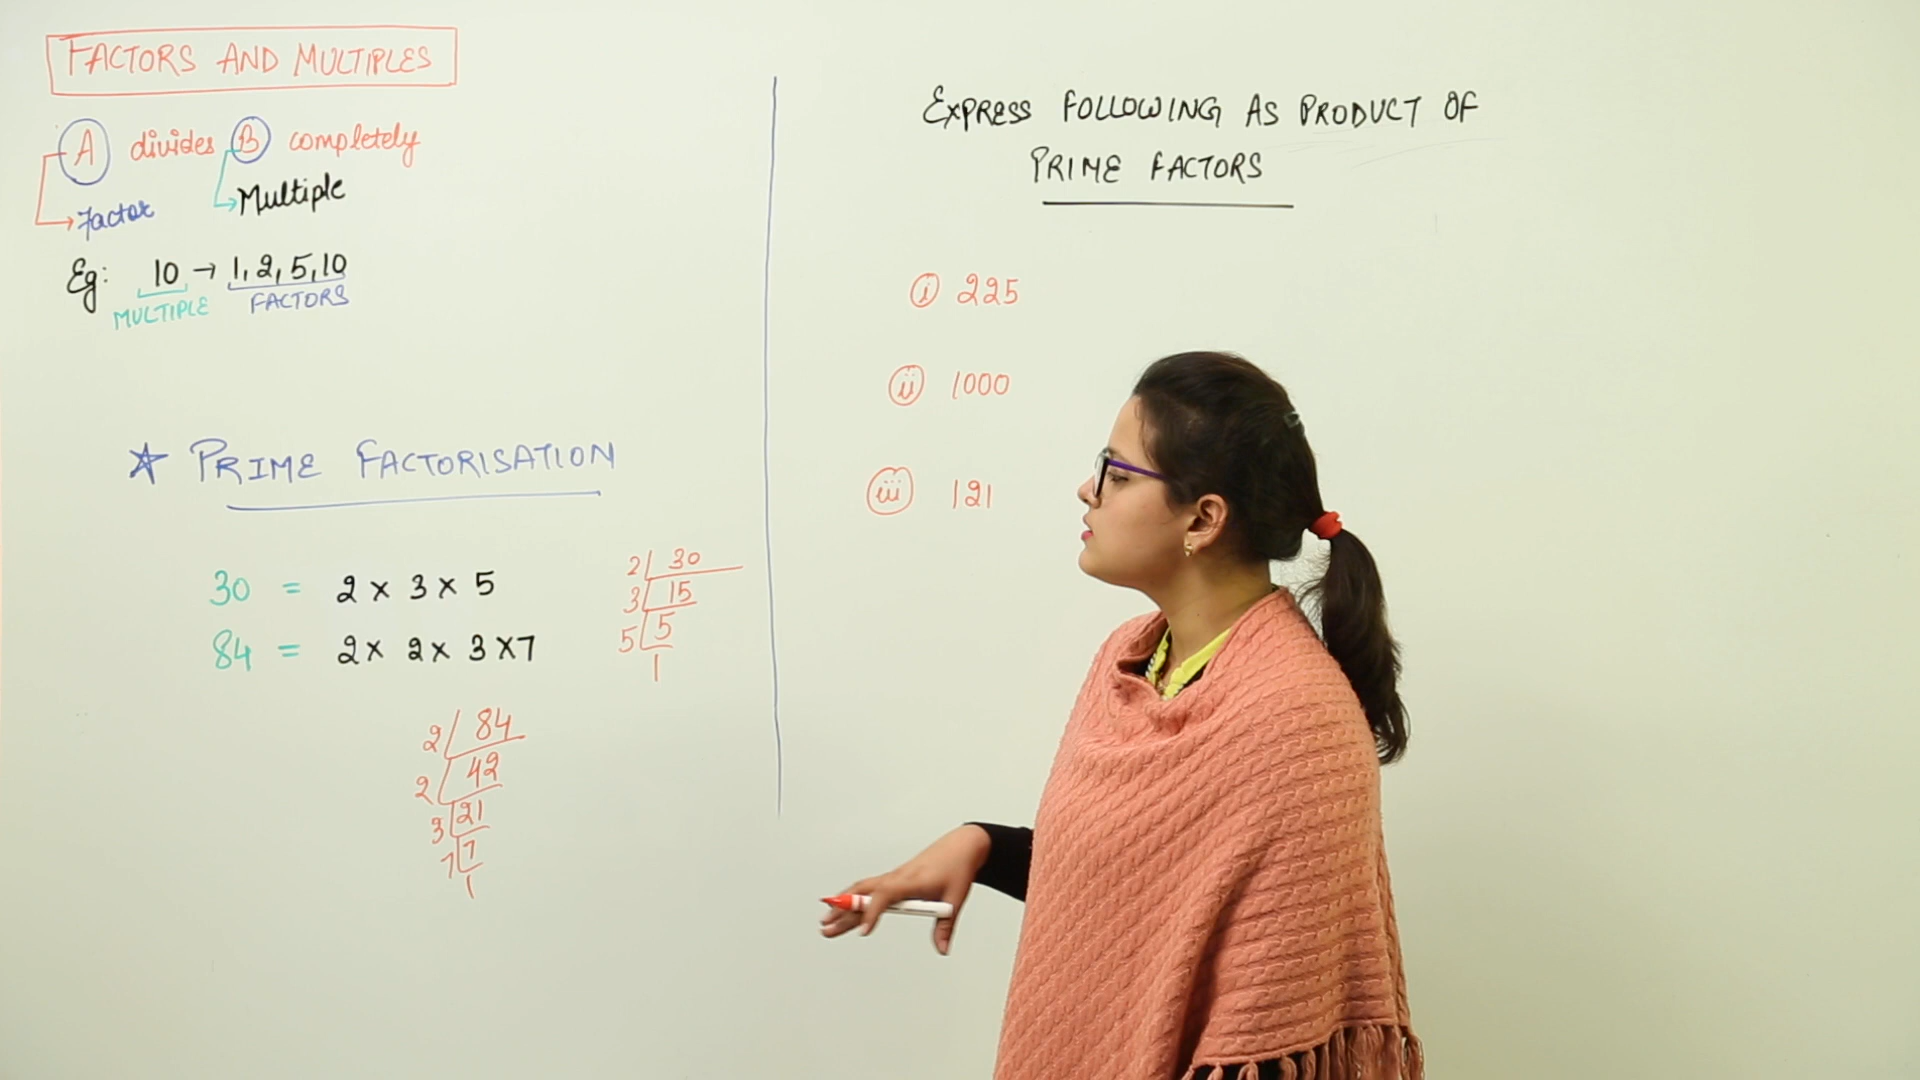 FACTORS AND MULTIPLES
A divides B completely
Factor Multiple
Eg: 10 → 1, 2, 5, 10
MULTIPLE FACTORS
☆ PRIME FACTORISATION
30 = 2 × 3 × 5
84 = 2 × 2 × 3 × 7
2 30
3 15
5 5
1
2 84
2 42
3 21
7 7
1
EXPRESS FOLLOWING AS PRODUCT OF
PRIME FACTORS
i 225
ii 1000
iii 121